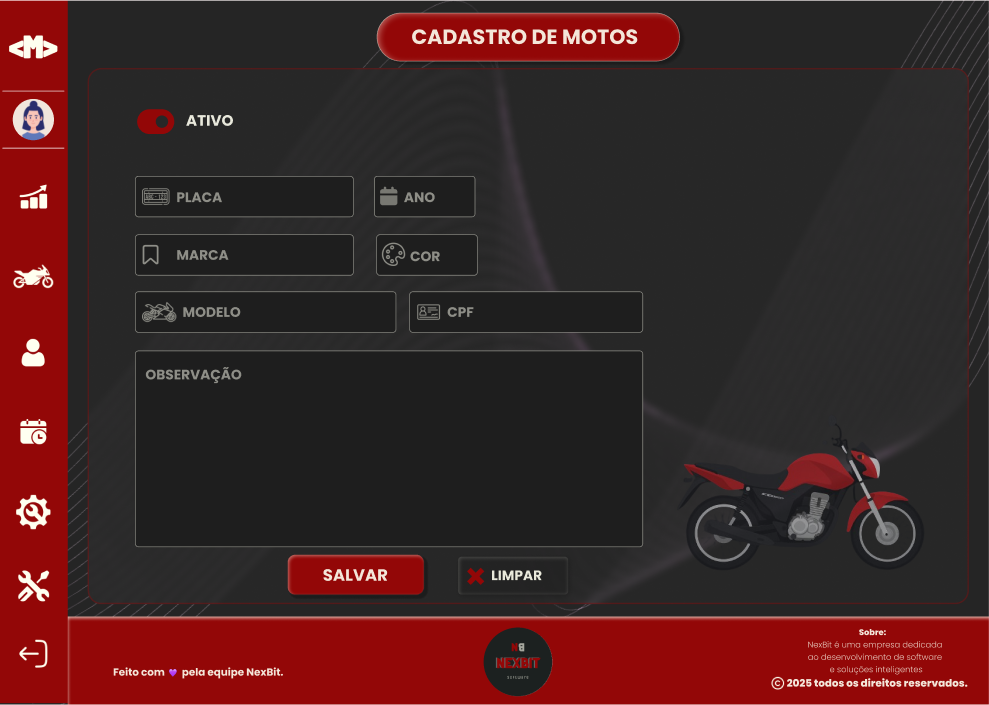 <M>
CADASTRO DE MOTOS
ATIVO
PLACA
ANO
MARCA
COR
MODELO
CPF
OBSERVAÇÃO
SALVAR
LIMPAR
Feito com 💜 pela equipe NexBit.
NB
NEXBIT
Sobre:
NexBit é uma empresa dedicada
ao desenvolvimento de software
e soluções inteligentes
© 2025 todos os direitos reservados.